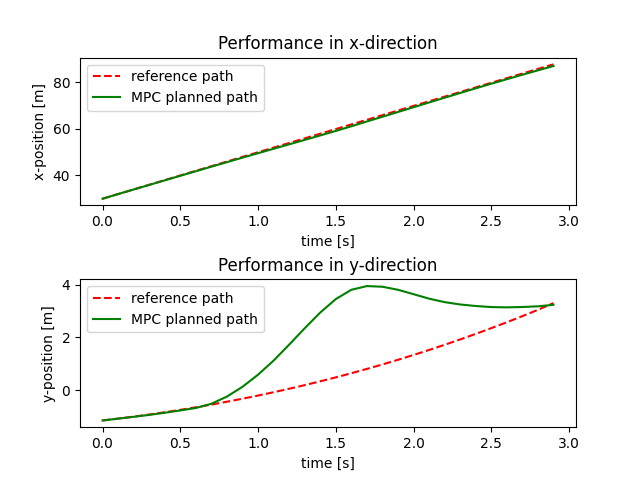 Performance in x-direction
x-position [m]
80
60
40
reference path
MPC planned path
0.0 0.5 1.0 1.5 2.0 2.5 3.0
time [s]
Performance in y-direction
y-position [m]
4
2
0
reference path
MPC planned path
0.0 0.5 1.0 1.5 2.0 2.5 3.0
time [s]